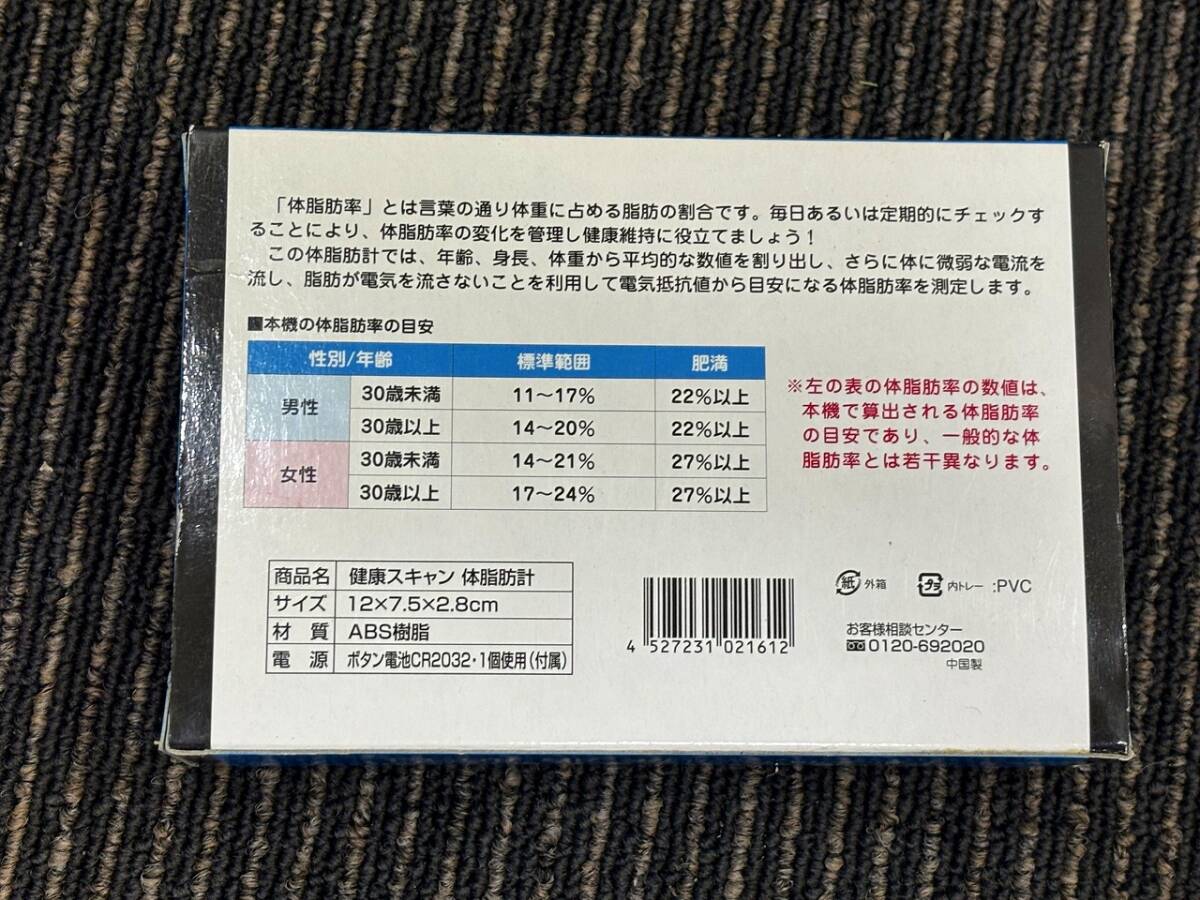 「体脂肪率」とは言葉の通り体重に占める脂肪の割合です。毎日あるいは定期的にチェックす
ることにより、体脂肪率の変化を管理し健康維持に役立てましょう！
この体脂肪計では、年齢、身長、体重から平均的な数値を割り出し、さらに体に微弱な電流を
流し、脂肪が電気を流さないことを利用して電気抵抗値から目安になる体脂肪率を測定します。
■本機の体脂肪率の目安
性別/年齢 標準範囲 肥満
男性 30歳未満 11〜17% 22%以上
30歳以上 14〜20% 22%以上
女性 30歳未満 14〜21% 27%以上
30歳以上 17〜24% 27%以上
※左の表の体脂肪率の数値は、
本機で算出される体脂肪率
の目安であり、一般的な体
脂肪率とは若干異なります。
商品名 健康スキャン 体脂肪計
サイズ 12×7.5×2.8cm
材質 ABS樹脂
電源 ボタン電池CR2032・1個使用(付属)
4 527231 021612
紙 外箱 プラ 内トレー :PVC
お客様相談センター
0120-692020
中国製